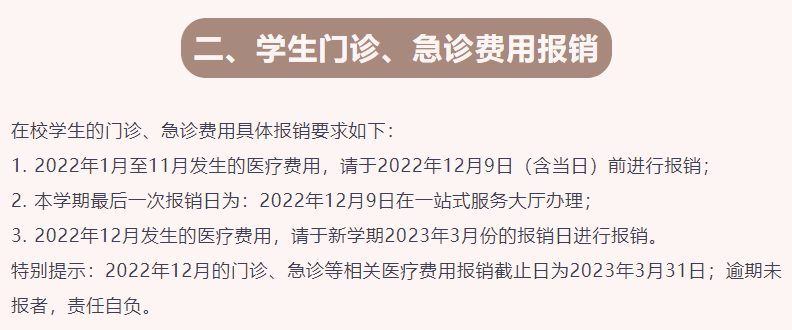 二、学生门诊、急诊费用报销
在校学生的门诊、急诊费用具体报销要求如下：
1. 2022年1月至11月发生的医疗费用，请于2022年12月9日（含当日）前进行报销；
2. 本学期最后一次报销日为：2022年12月9日在一站式服务大厅办理；
3. 2022年12月发生的医疗费用，请于新学期2023年3月份的报销日进行报销。
特别提示：2022年12月的门诊、急诊等相关医疗费用报销截止日为2023年3月31日；逾期未
报者，责任自负。